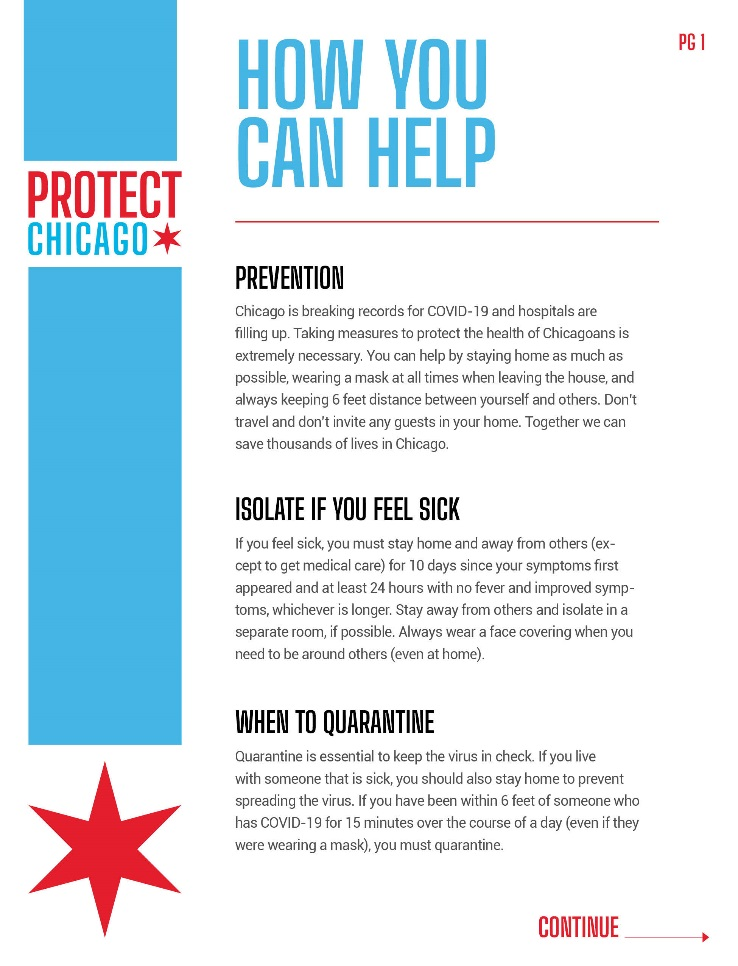 PG 1
HOW YOU
CAN HELP
PROTECT
CHICAGO
PREVENTION
Chicago is breaking records for COVID-19 and hospitals are
filling up. Taking measures to protect the health of Chicagoans is
extremely necessary. You can help by staying home as much as
possible, wearing a mask at all times when leaving the house, and
always keeping 6 feet distance between yourself and others. Don't
travel and don't invite any guests in your home. Together we can
save thousands of lives in Chicago.
ISOLATE IF YOU FEEL SICK
If you feel sick, you must stay home and away from others (ex-
cept to get medical care) for 10 days since your symptoms first
appeared and at least 24 hours with no fever and improved symp-
toms, whichever is longer. Stay away from others and isolate in a
separate room, if possible. Always wear a face covering when you
need to be around others (even at home).
WHEN TO QUARANTINE
Quarantine is essential to keep the virus in check. If you live
with someone that is sick, you should also stay home to prevent
spreading the virus. If you have been within 6 feet of someone who
has COVID-19 for 15 minutes over the course of a day (even if they
were wearing a mask), you must quarantine.
CONTINUE